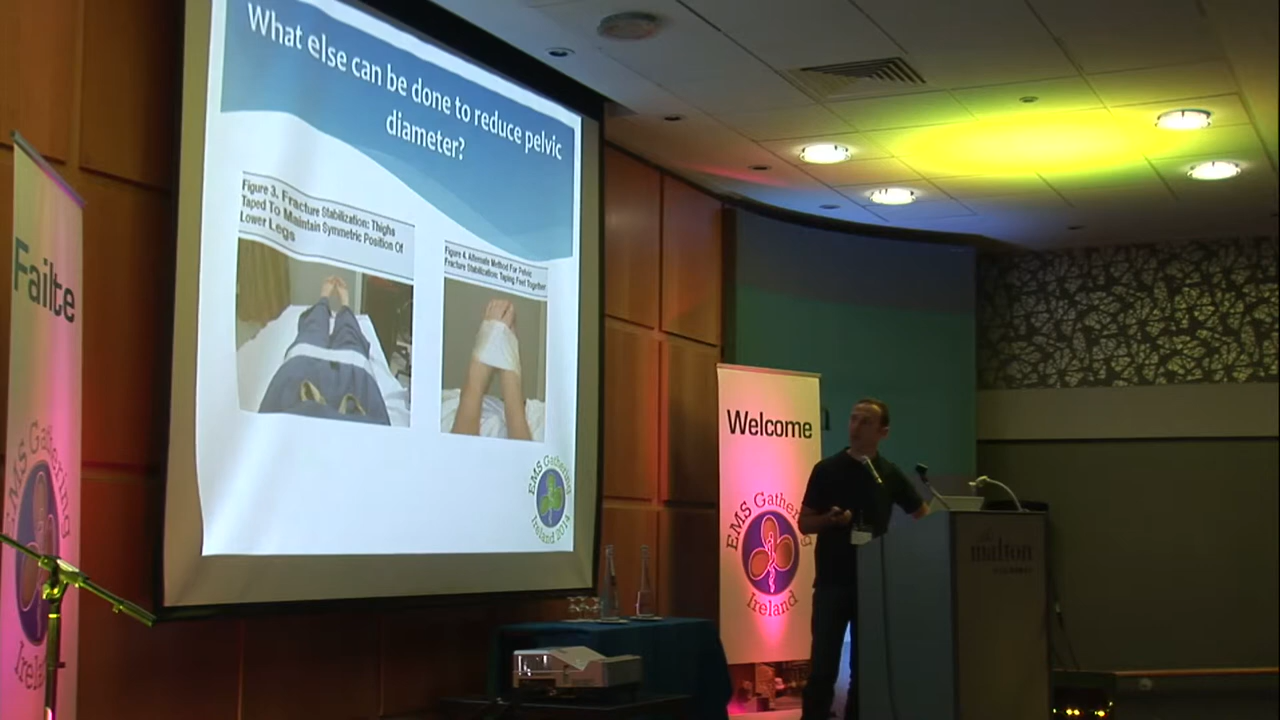 What else can be done to reduce pelvic
diameter?
Figure 3. Fracture Stabilization: Thighs
Taped To Maintain Symmetric Position Of
Lower Legs
Figure 4. Alternate Method For Pelvic
Fracture Stabilization: Taping Feet Together
EMS Gathering
Ireland 2014
Failte
EMS Gathering
Irela
Welcome
EMS Gathering
Ireland
malton